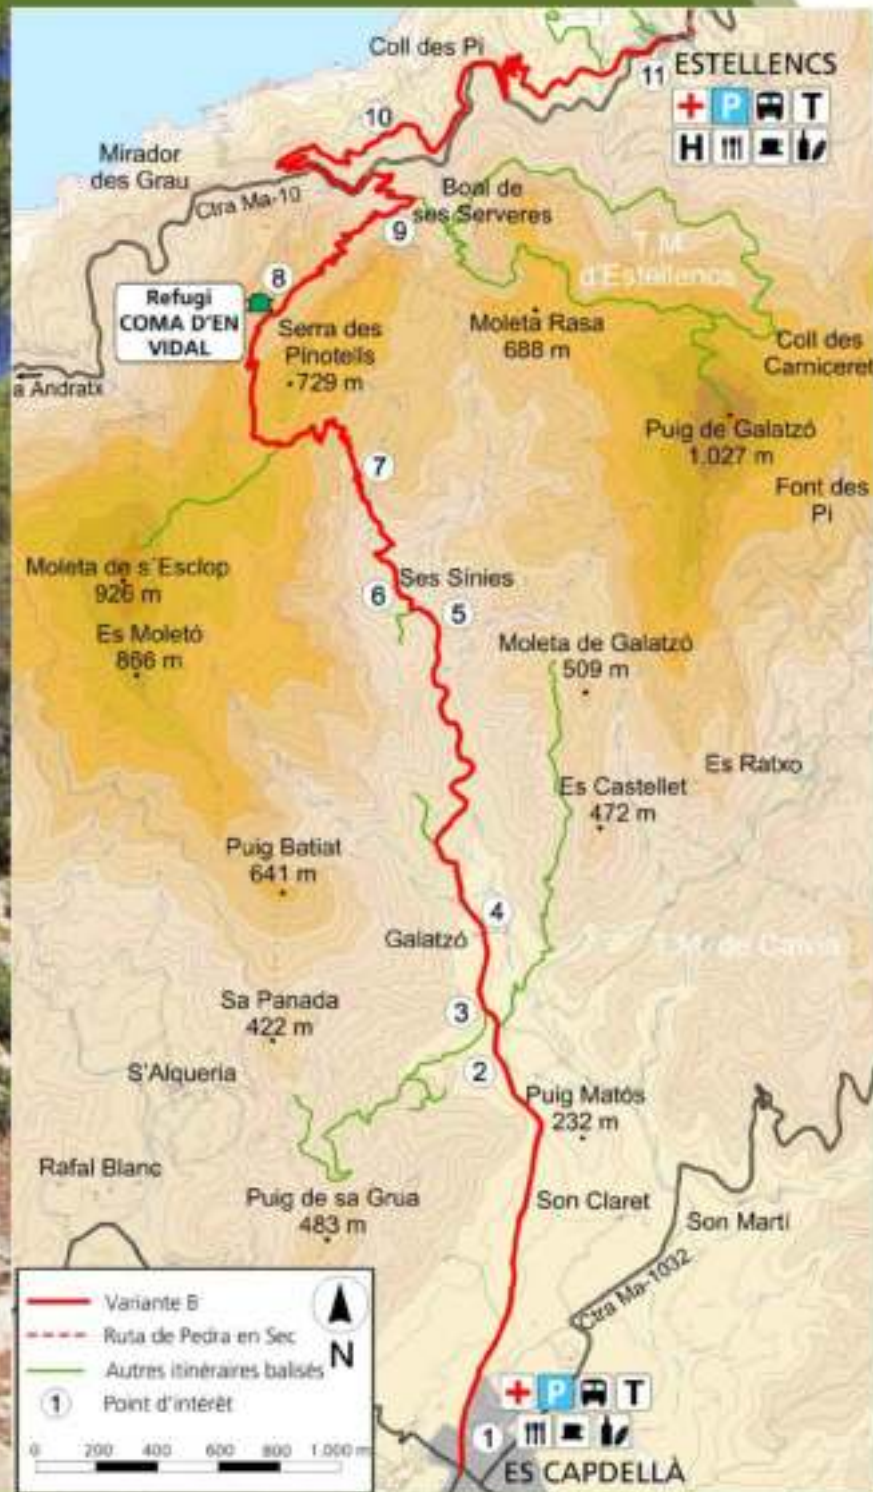 Coll des Pi
11
ESTELLENCS
P
T
H
10
Mirador
des Grau
Ctra Ma-10
Boal de
ses Serveres
9
T.M.
d'Estellencs
8
Refugi
COMA D'EN
VIDAL
Serra des
Pinotells
729 m
Moleta Rasa
688 m
Coll des
Carniceret
a Andratx
Puig de Galatzó
1.027 m
7
Font des
Pi
Moleta de s'Esclop
926 m
Ses Sínies
6
5
Es Moletó
866 m
Moleta de Galatzó
509 m
Es Ratxo
Es Castellet
472 m
Puig Batiat
641 m
4
Galatzó
T.M. de Calvià
Sa Panada
422 m
3
S'Alqueria
2
Puig Matós
232 m
Rafal Blanc
Puig de sa Grua
483 m
Son Claret
Son Martí
Ctra Ma-1032
Variante B
Ruta de Pedra en Sec
Autres itinéraires balisés
1 Point d'intérêt
N
0 200 400 600 800 1.000 m
P
T
1
ES CAPDELLÀ